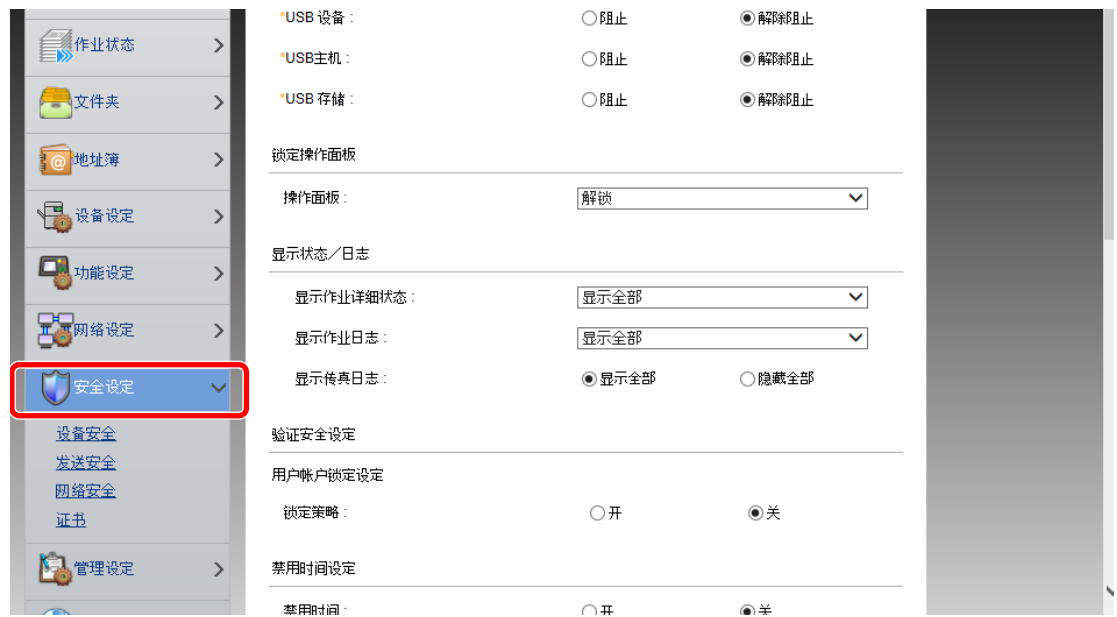 作业状态
文件夹
地址簿
设备设定
功能设定
网络设定
安全设定
设备安全
发送安全
网络安全
证书
管理设定
*USB 设备 : 阻止 解除阻止
*USB主机 : 阻止 解除阻止
*USB 存储 : 阻止 解除阻止
锁定操作面板
操作面板 : 解锁
显示状态／日志
显示作业详细状态 : 显示全部
显示作业日志 : 显示全部
显示传真日志 : 显示全部 隐藏全部
验证安全设定
用户帐户锁定设定
锁定策略 : 开 关
禁用时间设定
禁用时间 : 开 关